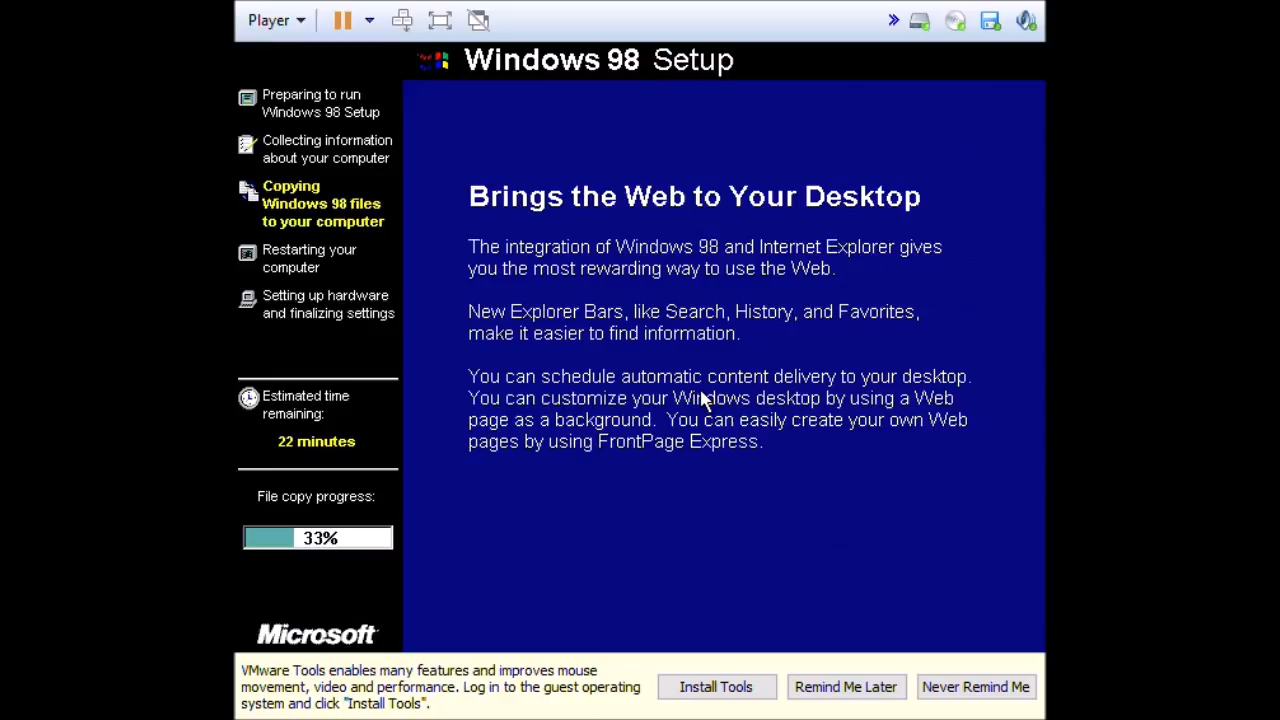 Player
Windows 98 Setup
Preparing to run
Windows 98 Setup
Collecting information
about your computer
Copying
Windows 98 files
to your computer
Restarting your
computer
Setting up hardware
and finalizing settings
Estimated time
remaining:
22 minutes
File copy progress:
33%
Microsoft
Brings the Web to Your Desktop
The integration of Windows 98 and Internet Explorer gives
you the most rewarding way to use the Web.
New Explorer Bars, like Search, History, and Favorites,
make it easier to find information.
You can schedule automatic content delivery to your desktop.
You can customize your Windows desktop by using a Web
page as a background.  You can easily create your own Web
pages by using FrontPage Express.
VMware Tools enables many features and improves mouse
movement, video and performance. Log in to the guest operating
system and click "Install Tools".
Install Tools
Remind Me Later
Never Remind Me